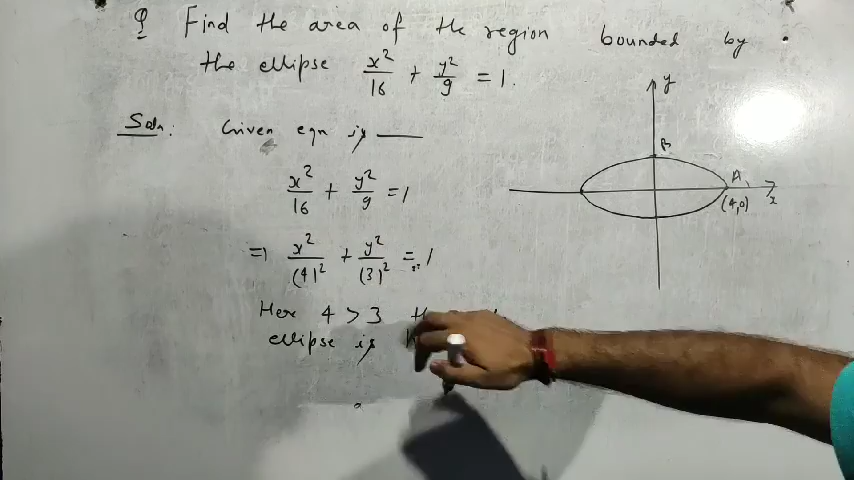 Q Find the area of the region bounded by
the ellipse x²/16 + y²/9 = 1.
Soln: Given eqn is ——
x²/16 + y²/9 = 1
=> x²/(4)² + y²/(3)² = 1
Here 4 > 3
ellipse is
y
B
A
(4,0)
x